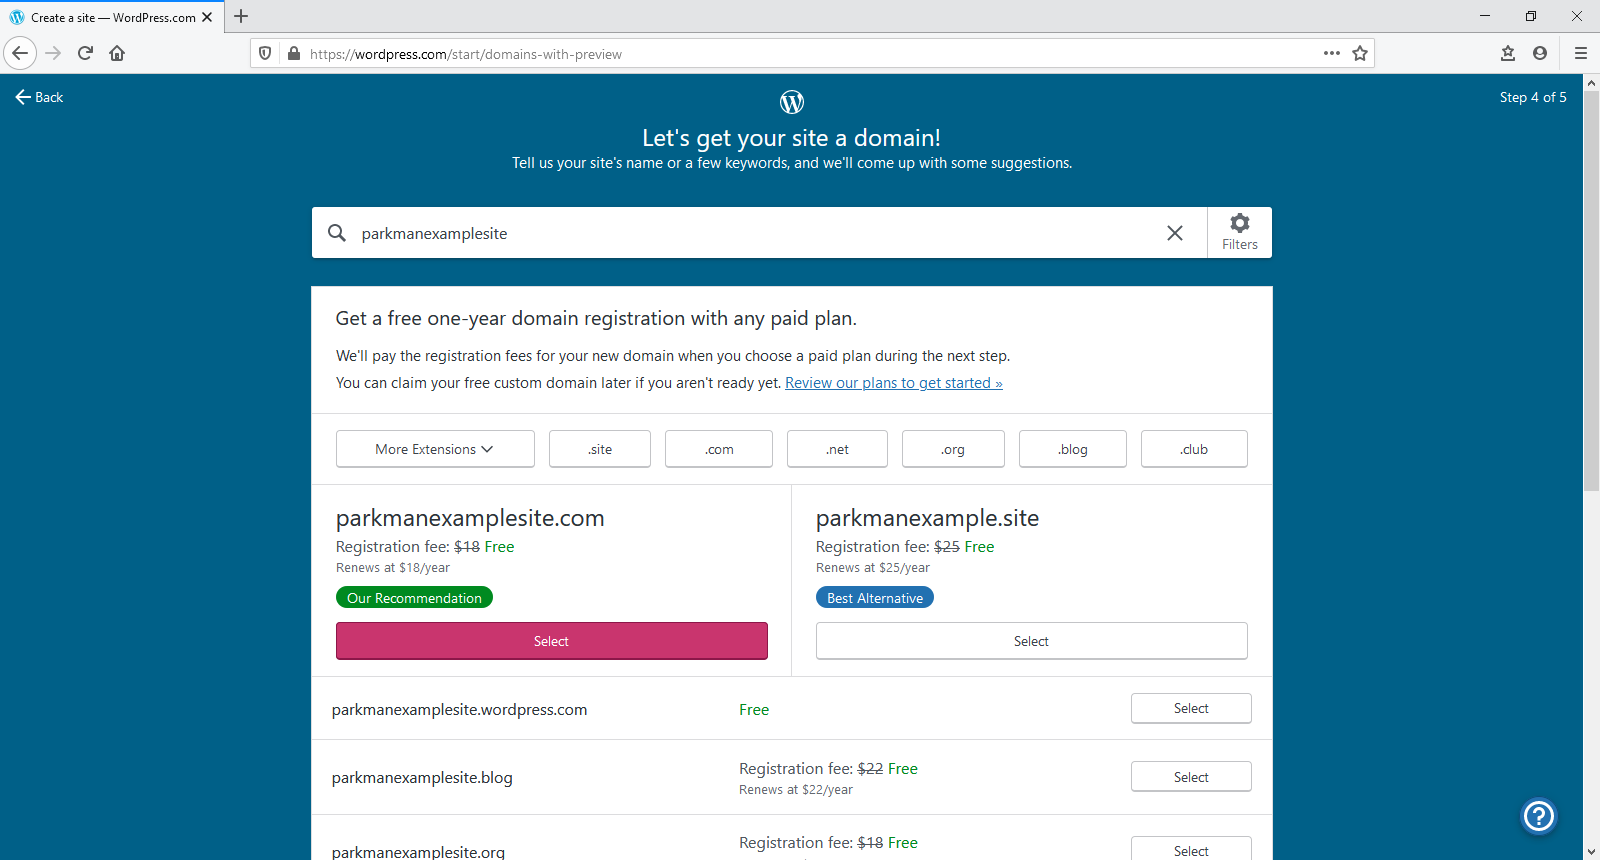 Create a site — WordPress.com
https://wordpress.com/start/domains-with-preview
Back
Step 4 of 5
Let's get your site a domain!
Tell us your site's name or a few keywords, and we'll come up with some suggestions.
parkmanexamplesite
Filters
Get a free one-year domain registration with any paid plan.
We'll pay the registration fees for your new domain when you choose a paid plan during the next step.
You can claim your free custom domain later if you aren't ready yet. Review our plans to get started »
More Extensions
.site
.com
.net
.org
.blog
.club
parkmanexamplesite.com
Registration fee: $18 Free
Renews at $18/year
Our Recommendation
Select
parkmanexample.site
Registration fee: $25 Free
Renews at $25/year
Best Alternative
Select
parkmanexamplesite.wordpress.com
Free
Select
parkmanexamplesite.blog
Registration fee: $22 Free
Renews at $22/year
Select
parkmanexamplesite.org
Registration fee: $18 Free
Select